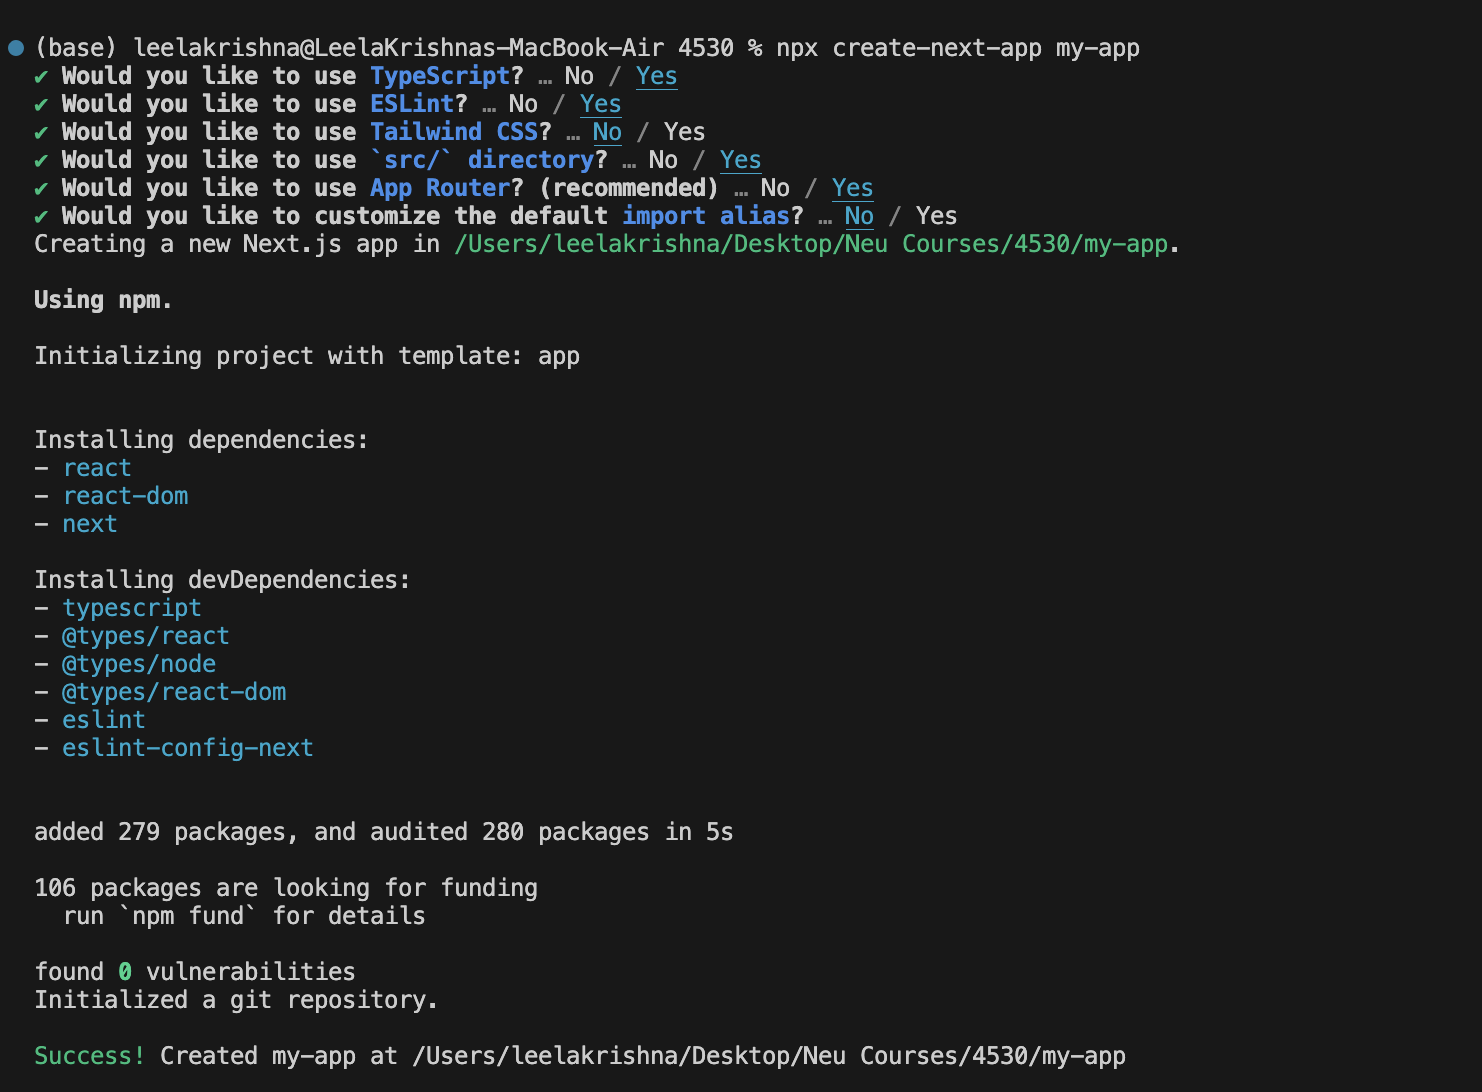 (base) leelakrishna@LeelaKrishnas-MacBook-Air 4530 % npx create-next-app my-app
✔ Would you like to use TypeScript? … No / Yes
✔ Would you like to use ESLint? … No / Yes
✔ Would you like to use Tailwind CSS? … No / Yes
✔ Would you like to use `src/` directory? … No / Yes
✔ Would you like to use App Router? (recommended) … No / Yes
✔ Would you like to customize the default import alias? … No / Yes
Creating a new Next.js app in /Users/leelakrishna/Desktop/Neu Courses/4530/my-app.
Using npm.
Initializing project with template: app
Installing dependencies:
- react
- react-dom
- next
Installing devDependencies:
- typescript
- @types/react
- @types/node
- @types/react-dom
- eslint
- eslint-config-next
added 279 packages, and audited 280 packages in 5s
106 packages are looking for funding
run `npm fund` for details
found 0 vulnerabilities
Initialized a git repository.
Success! Created my-app at /Users/leelakrishna/Desktop/Neu Courses/4530/my-app